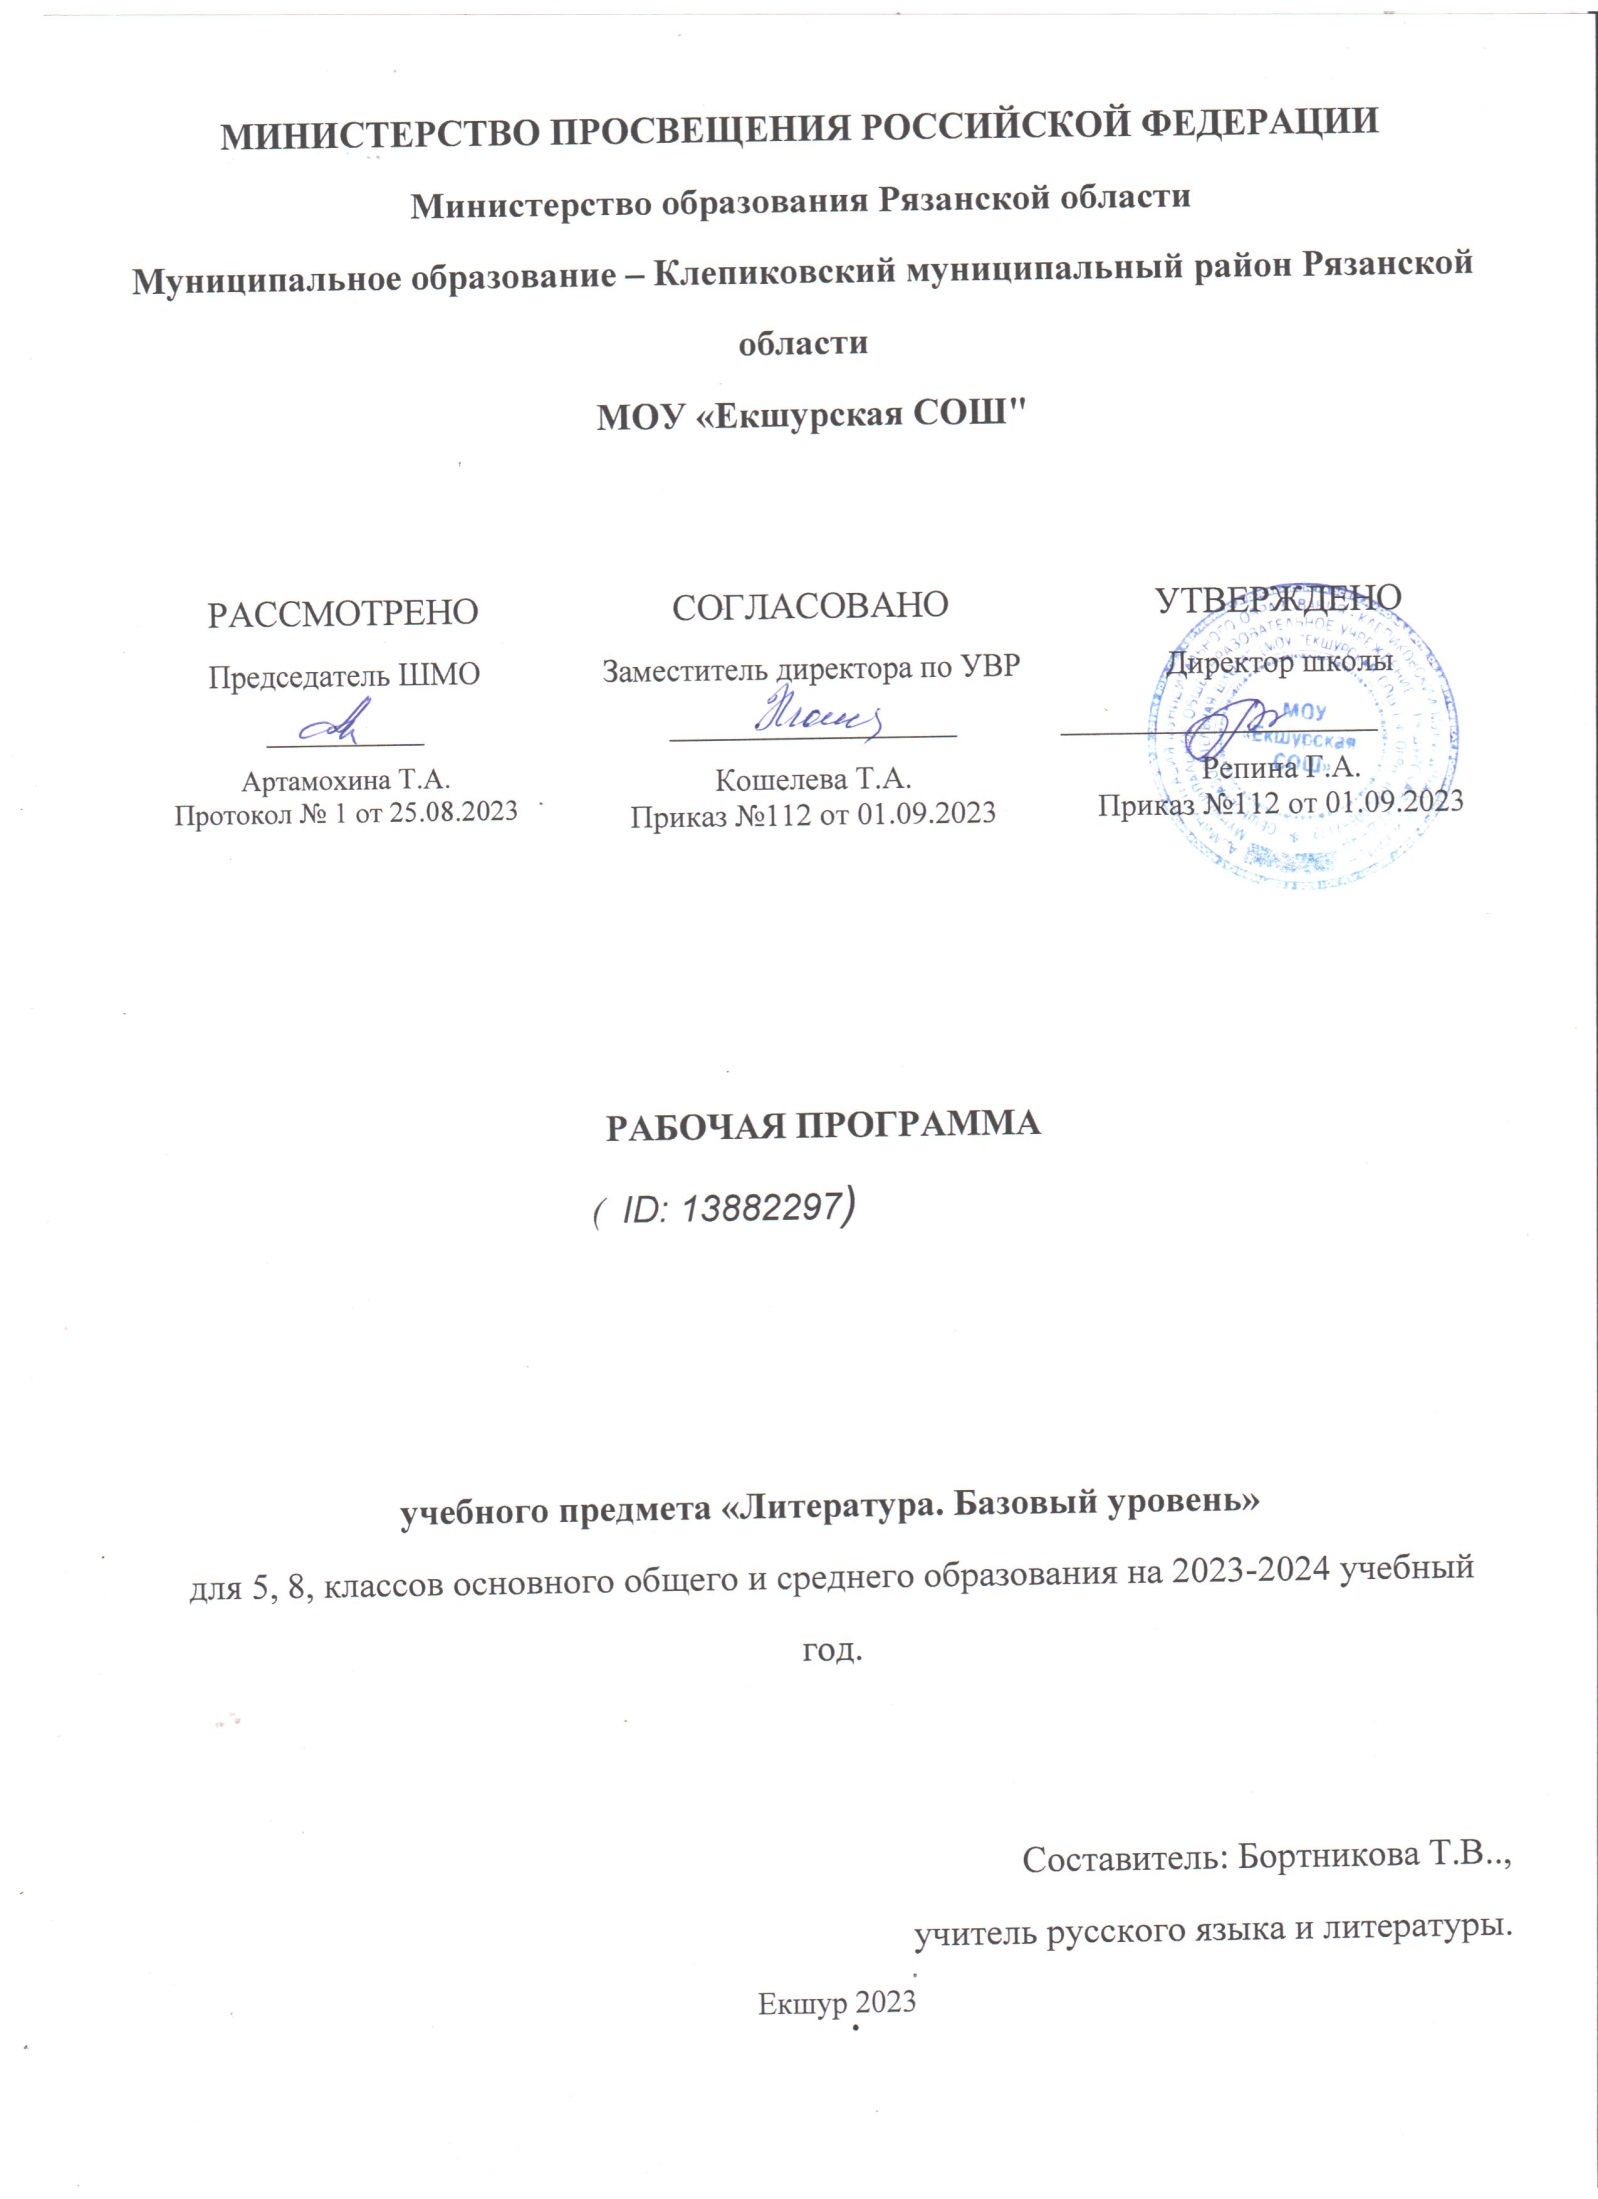 МИНИСТЕРСТВО ПРОСВЕЩЕНИЯ РОССИЙСКОЙ ФЕДЕРАЦИИ
Министерство образования Рязанской области
Муниципальное образование – Клепиковский муниципальный район Рязанской
области
МОУ «Екшурская СОШ"
РАССМОТРЕНО
Председатель ШМО
Артамохина Т.А.
Протокол № 1 от 25.08.2023
СОГЛАСОВАНО
Заместитель директора по УВР
Кошелева Т.А.
Приказ №112 от 01.09.2023
УТВЕРЖДЕНО
Директор школы
МОУ
«Екшурская
СОШ»
Репина Г.А.
Приказ №112 от 01.09.2023
РАБОЧАЯ ПРОГРАММА
( ID: 13882297)
учебного предмета «Литература. Базовый уровень»
для 5, 8, классов основного общего и среднего образования на 2023-2024 учебный
год.
Составитель: Бортникова Т.В..,
учитель русского языка и литературы.
Екшур 2023